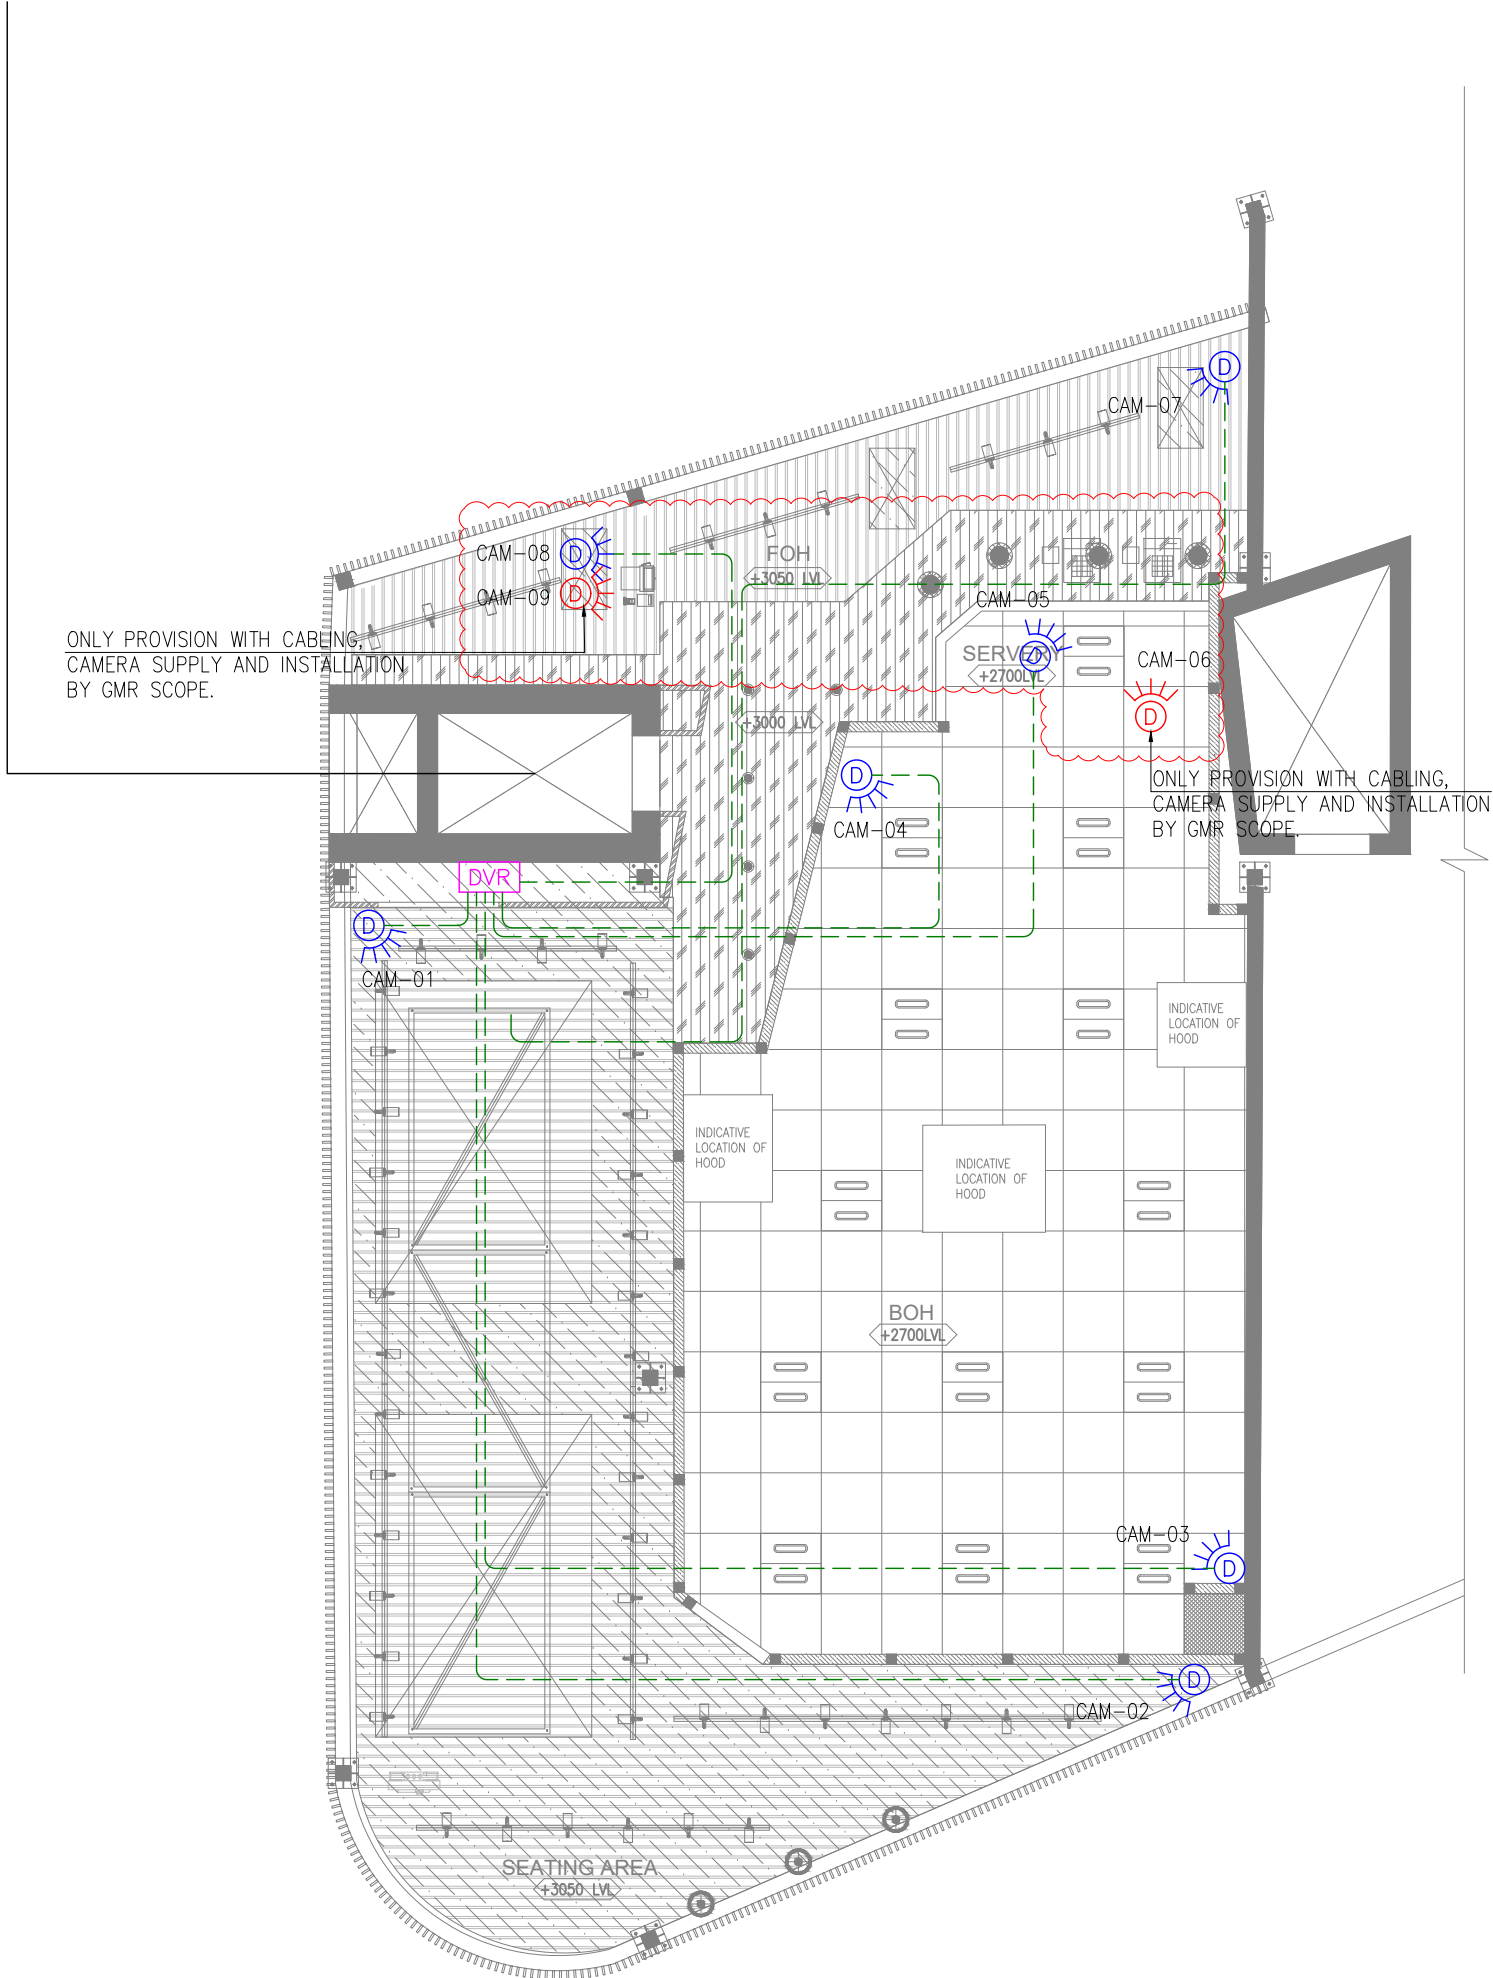 D
CAM-07
CAM-08
D
FOH
+3050 LVL
CAM-09
D
CAM-05
ONLY PROVISION WITH CABLING,
CAMERA SUPPLY AND INSTALLATION
BY GMR SCOPE.
SERVERY
D
+2700LVL
CAM-06
D
+3000 LVL
D
CAM-04
ONLY PROVISION WITH CABLING,
CAMERA SUPPLY AND INSTALLATION
BY GMR SCOPE.
DVR
D
CAM-01
INDICATIVE
LOCATION OF
HOOD
INDICATIVE
LOCATION OF
HOOD
INDICATIVE
LOCATION OF
HOOD
BOH
+2700LVL
CAM-03
D
D
CAM-02
SEATING AREA
+3050 LVL